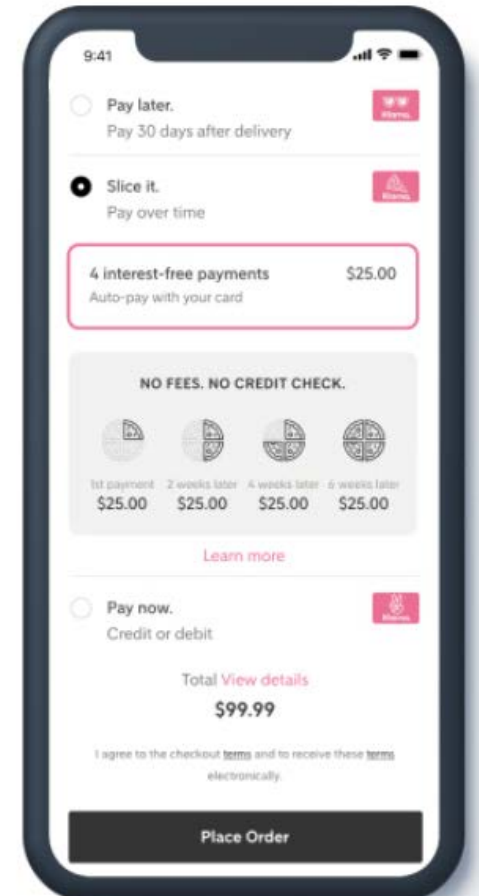 9:41
Pay later.
Klarna.
Pay 30 days after delivery
Slice it.
Klarna.
Pay over time
4 interest-free payments $25.00
Auto-pay with your card
NO FEES. NO CREDIT CHECK.
1st payment 2 weeks later 4 weeks later 6 weeks later
$25.00 $25.00 $25.00 $25.00
Learn more
Pay now.
Klarna.
Credit or debit
Total View details
$99.99
I agree to the checkout terms and to receive these terms
electronically.
Place Order